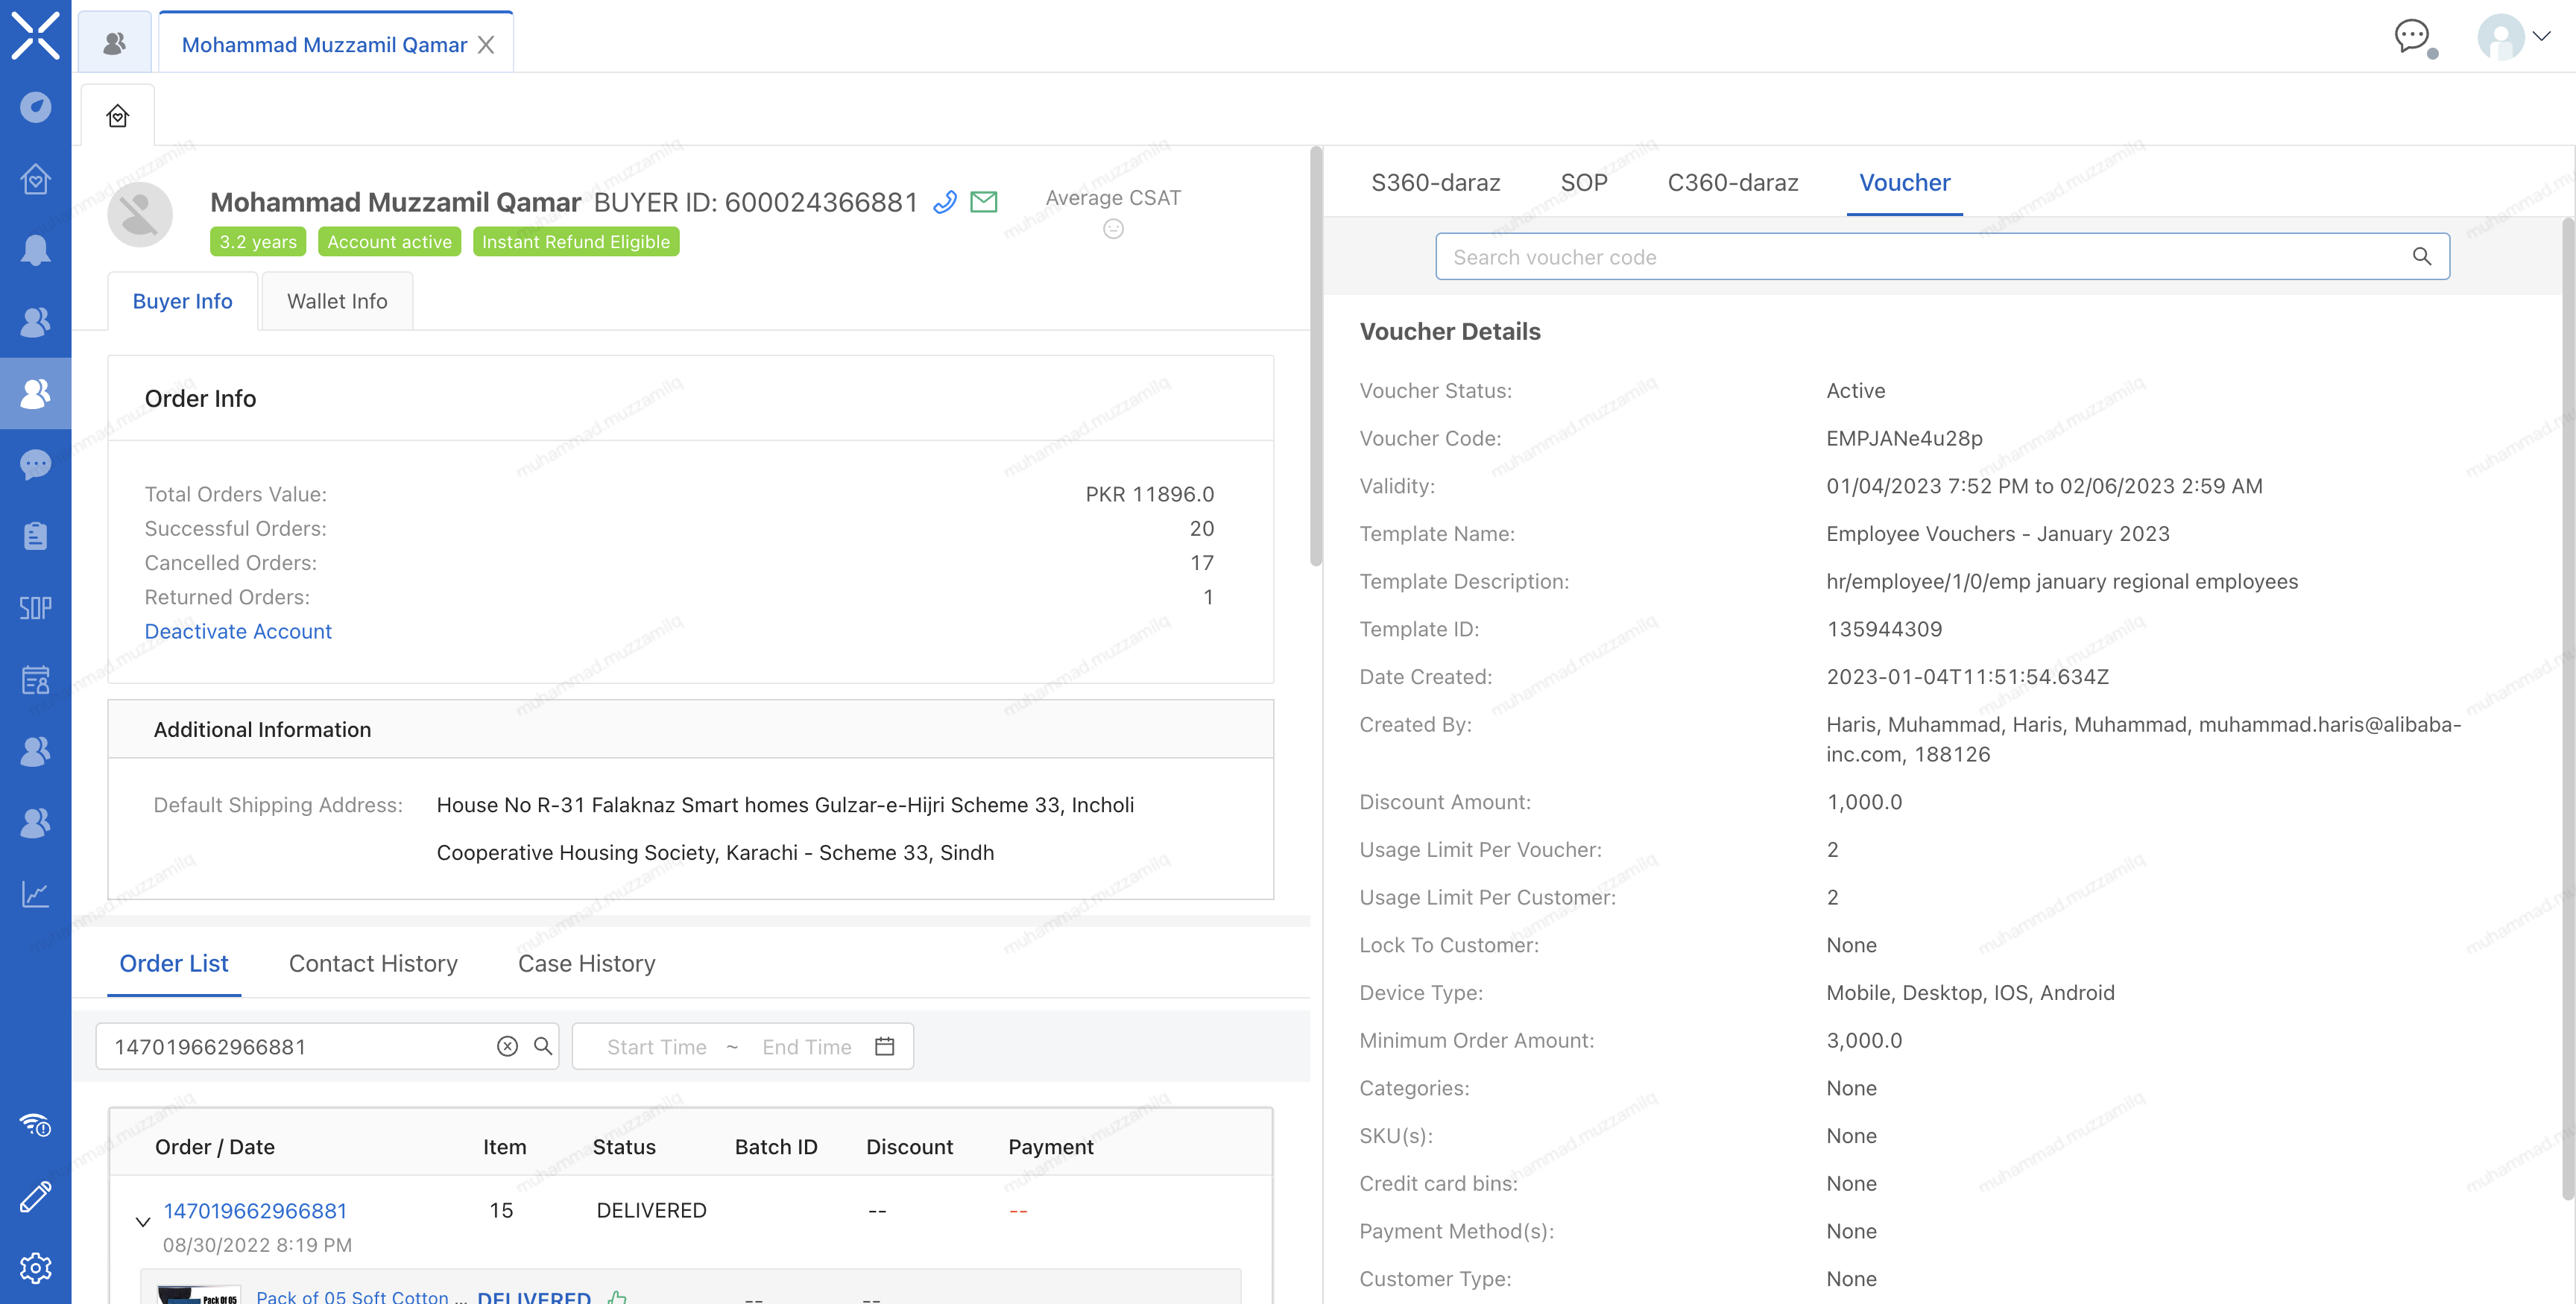 Mohammad Muzzamil Qamar
Mohammad Muzzamil Qamar BUYER ID: 600024366881
Average CSAT
3.2 years Account active Instant Refund Eligible
Buyer Info Wallet Info
Order Info
Total Orders Value: PKR 11896.0
Successful Orders: 20
Cancelled Orders: 17
Returned Orders: 1
Deactivate Account
Additional Information
Default Shipping Address: House No R-31 Falaknaz Smart homes Gulzar-e-Hijri Scheme 33, Incholi
Cooperative Housing Society, Karachi - Scheme 33, Sindh
Order List Contact History Case History
147019662966881 Start Time ~ End Time
Order / Date Item Status Batch ID Discount Payment
147019662966881 15 DELIVERED -- --
08/30/2022 8:19 PM
Pack Of 05 Pack of 05 Soft Cotton ... DELIVERED -- --
SOP
S360-daraz SOP C360-daraz Voucher
Search voucher code
Voucher Details
Voucher Status: Active
Voucher Code: EMPJANe4u28p
Validity: 01/04/2023 7:52 PM to 02/06/2023 2:59 AM
Template Name: Employee Vouchers - January 2023
Template Description: hr/employee/1/0/emp january regional employees
Template ID: 135944309
Date Created: 2023-01-04T11:51:54.634Z
Created By: Haris, Muhammad, Haris, Muhammad, muhammad.haris@alibaba-
inc.com, 188126
Discount Amount: 1,000.0
Usage Limit Per Voucher: 2
Usage Limit Per Customer: 2
Lock To Customer: None
Device Type: Mobile, Desktop, IOS, Android
Minimum Order Amount: 3,000.0
Categories: None
SKU(s): None
Credit card bins: None
Payment Method(s): None
Customer Type: None
muhammad.muzzamilq